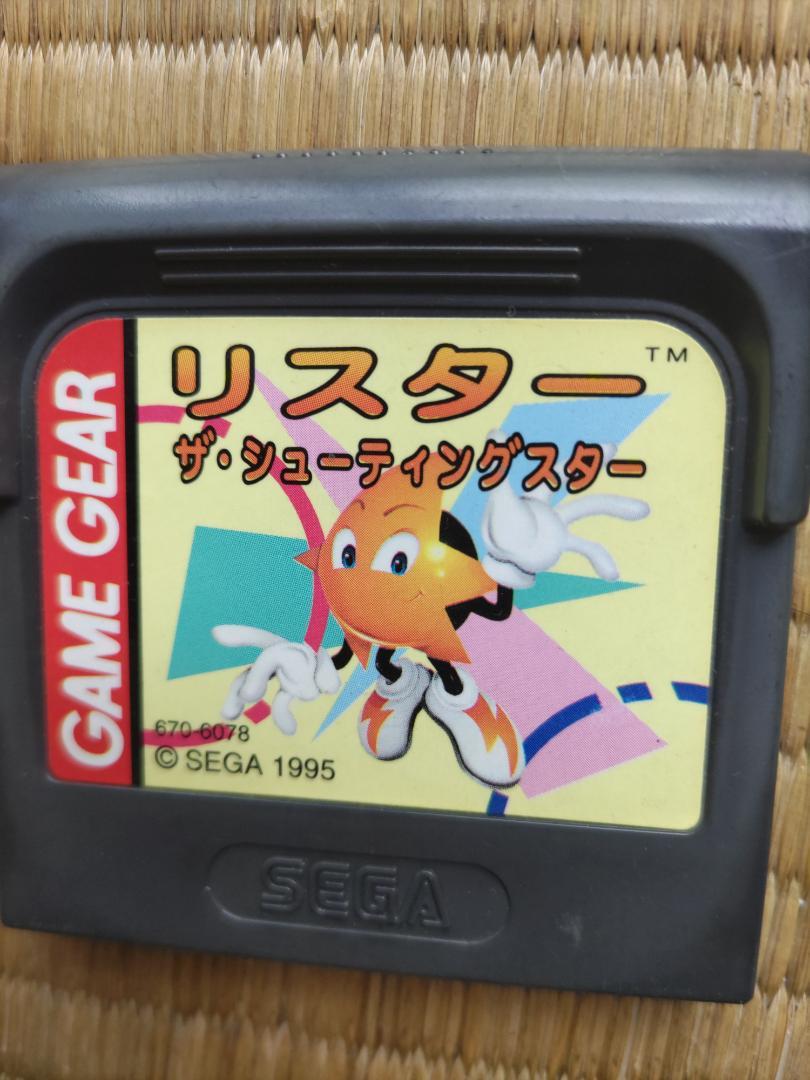 リスター
TM
ザ・シューティングスター
GAME GEAR
670-6078
© SEGA 1995
SEGA